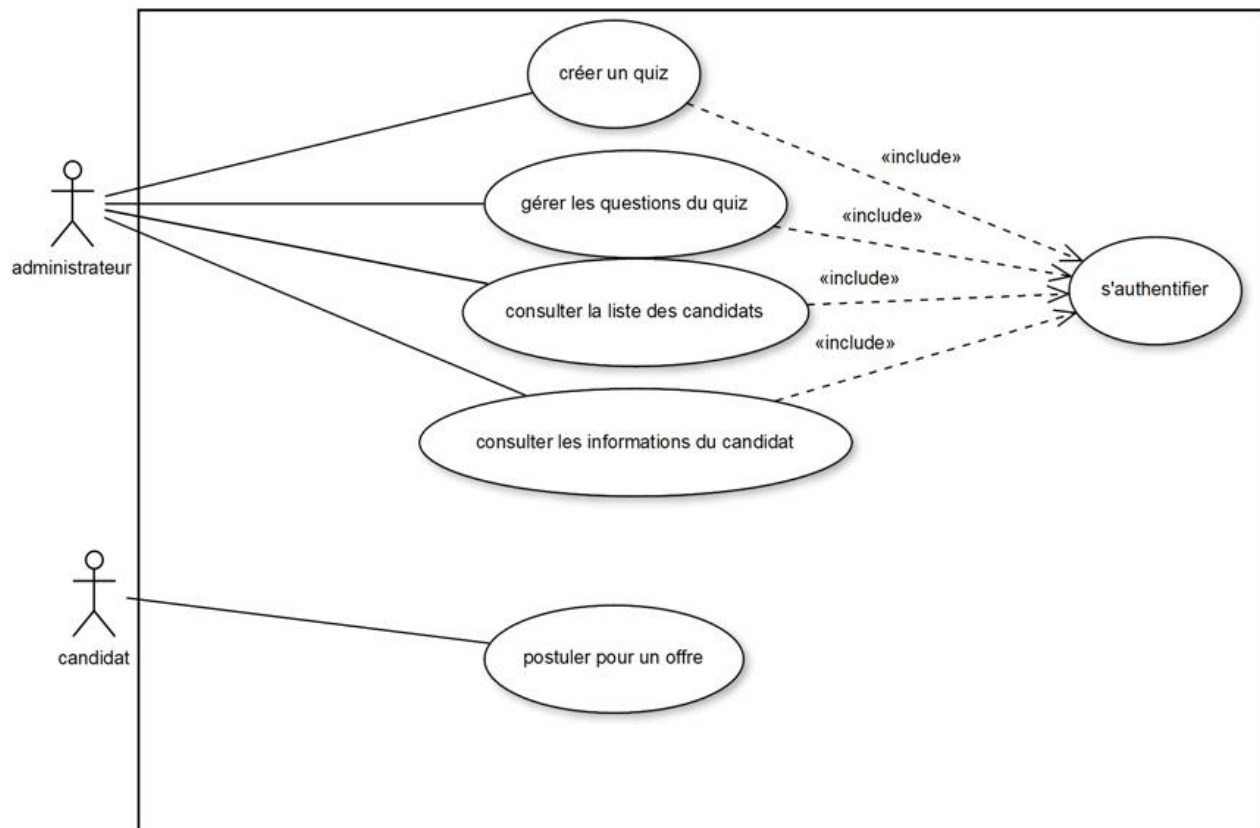 créer un quiz
«include»
gérer les questions du quiz
«include»
administrateur
consulter la liste des candidats
«include»
s'authentifier
«include»
consulter les informations du candidat
candidat
postuler pour un offre